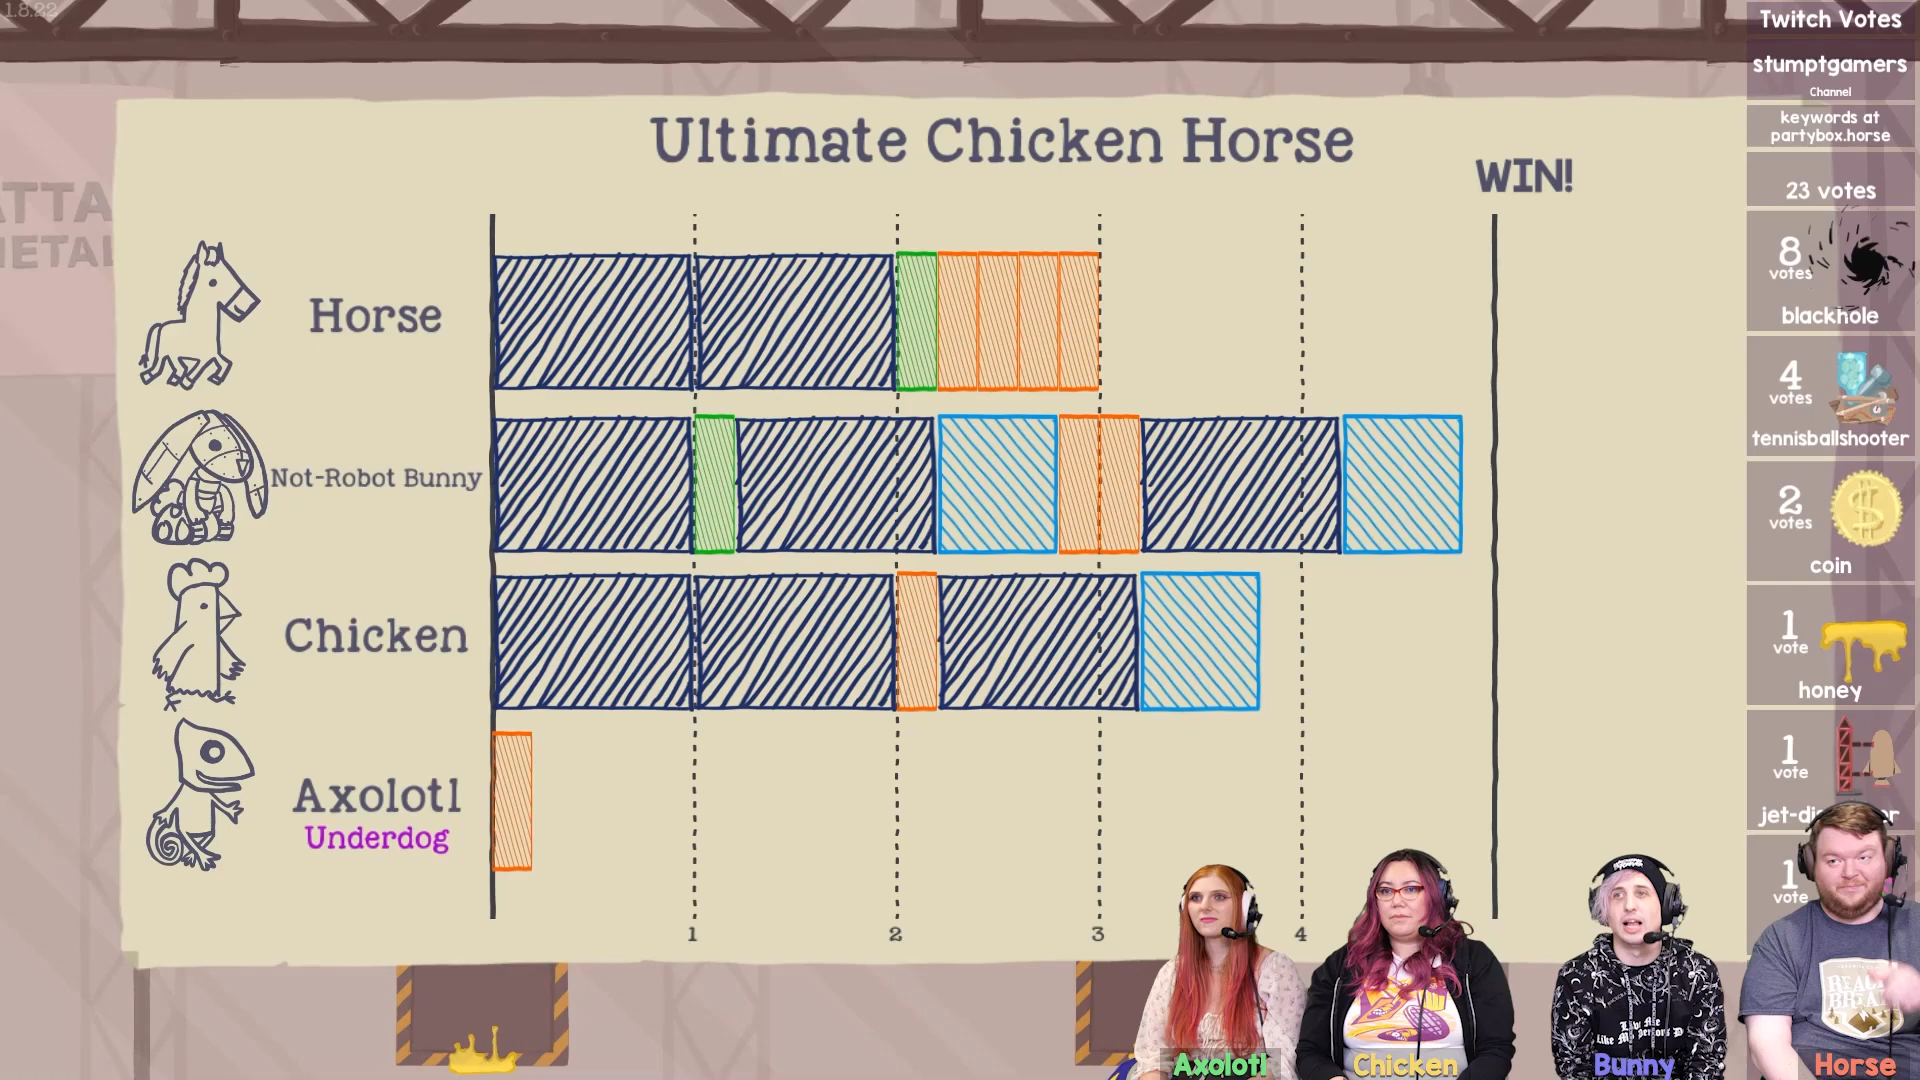 1.8.22
ATTA
METAL
Ultimate Chicken Horse
WIN!
Horse
Not-Robot Bunny
Chicken
Axolotl
Underdog
1
2
3
4
Twitch Votes
stumptgamers
Channel
keywords at
partybox.horse
23 votes
8
votes
blackhole
4
votes
tennisballshooter
2
votes
coin
1
vote
honey
1
vote
1
vote
Axolotl
Chicken
Bunny
Horse